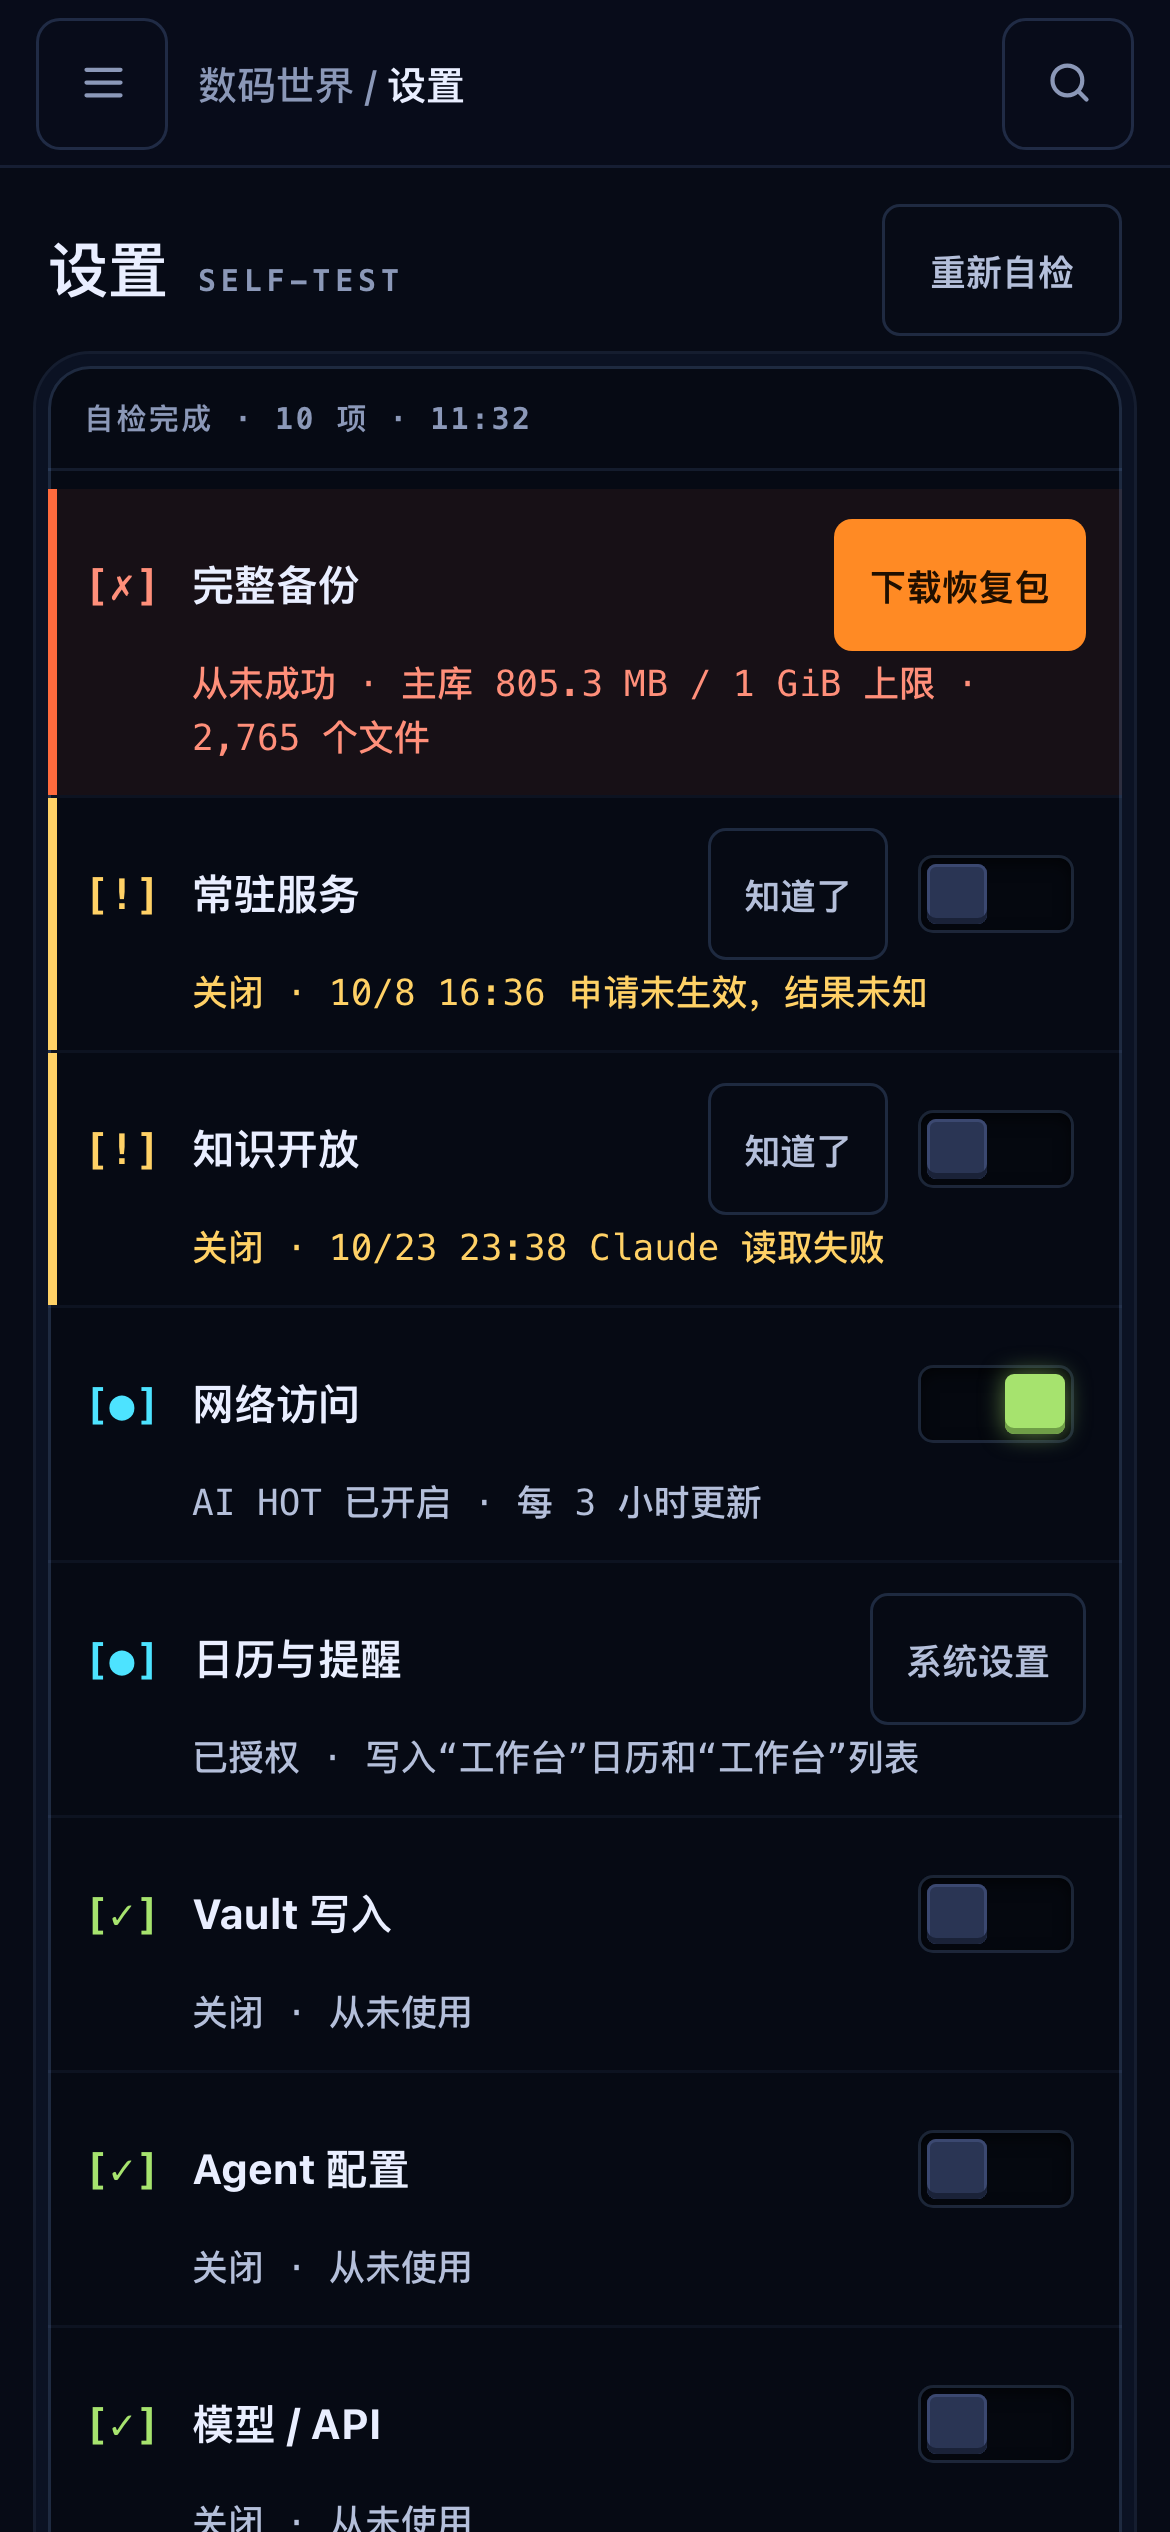 数码世界 / 设置
设置 SELF-TEST
重新自检
自检完成 · 10 项 · 11:32
[✗] 完整备份
下载恢复包
从未成功 · 主库 805.3 MB / 1 GiB 上限 ·
2,765 个文件
[!] 常驻服务
知道了
关闭 · 10/8 16:36 申请未生效，结果未知
[!] 知识开放
知道了
关闭 · 10/23 23:38 Claude 读取失败
[●] 网络访问
AI HOT 已开启 · 每 3 小时更新
[●] 日历与提醒
系统设置
已授权 · 写入“工作台”日历和“工作台”列表
[✓] Vault 写入
关闭 · 从未使用
[✓] Agent 配置
关闭 · 从未使用
[✓] 模型 / API
关闭 · 从未使用